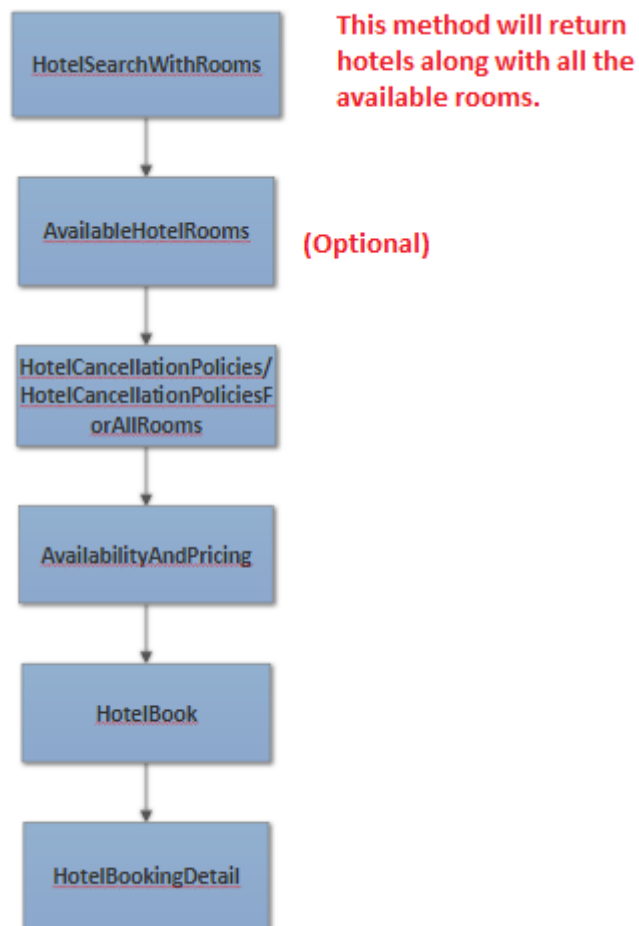 HotelSearchWithRooms
This method will return
hotels along with all the
available rooms.
AvailableHotelRooms
(Optional)
HotelCancellationPolicies/
HotelCancellationPoliciesF
orAllRooms
AvailabilityAndPricing
HotelBook
HotelBookingDetail